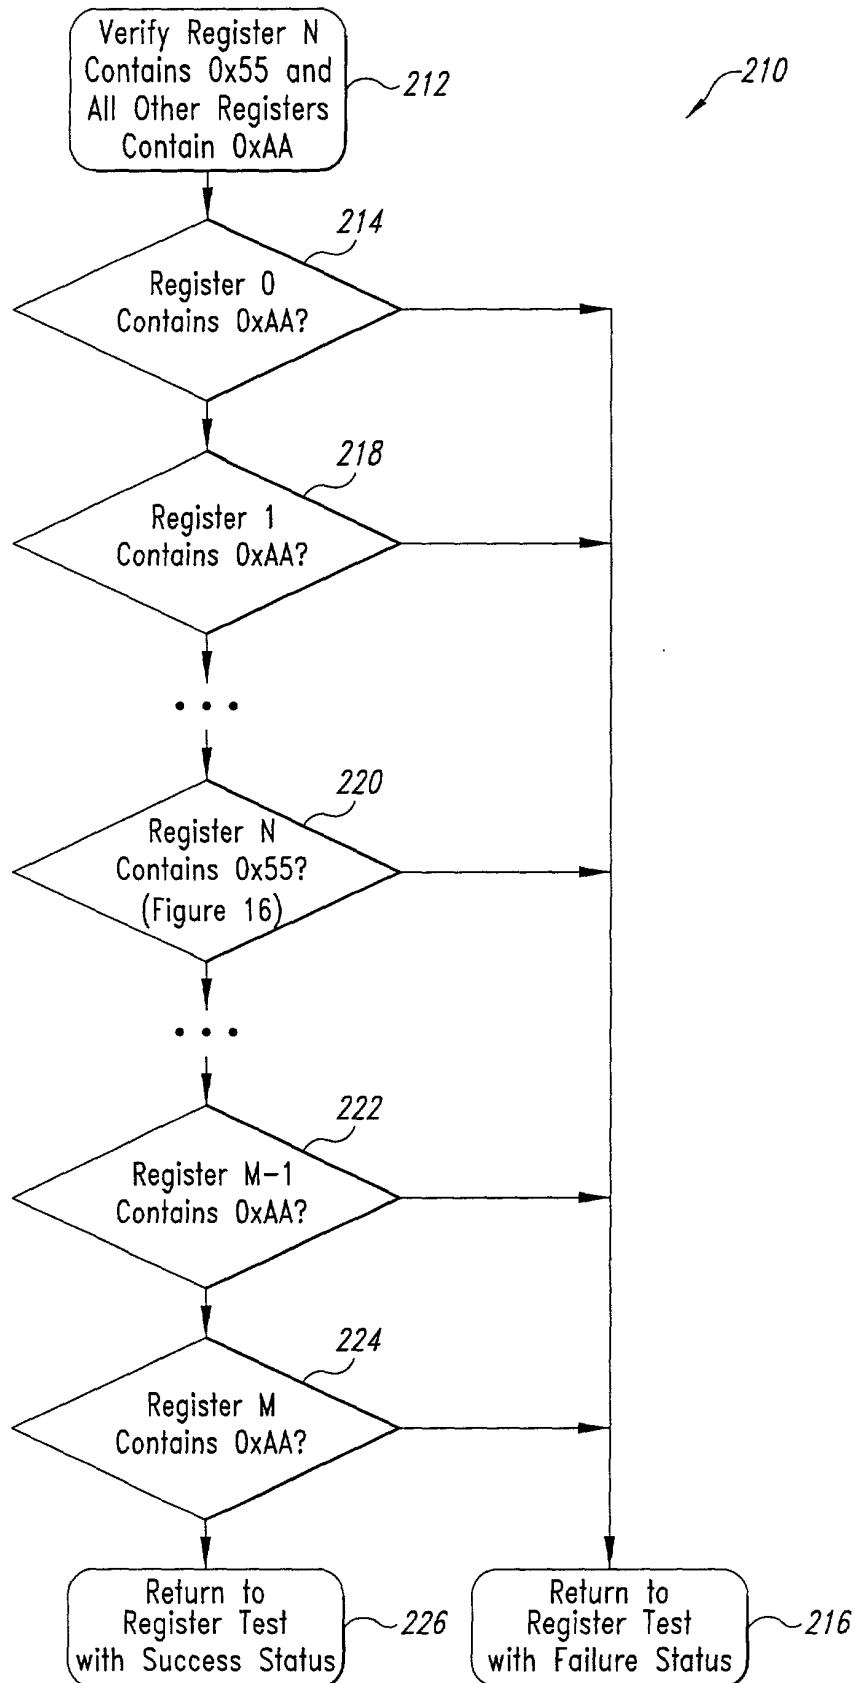 Verify Register N
Contains 0x55 and
All Other Registers
Contain 0xAA
212
210
214
Register 0
Contains 0xAA?
218
Register 1
Contains 0xAA?
• • •
220
Register N
Contains 0x55?
(Figure 16)
• • •
222
Register M-1
Contains 0xAA?
224
Register M
Contains 0xAA?
Return to
Register Test
with Success Status
226
Return to
Register Test
with Failure Status
216